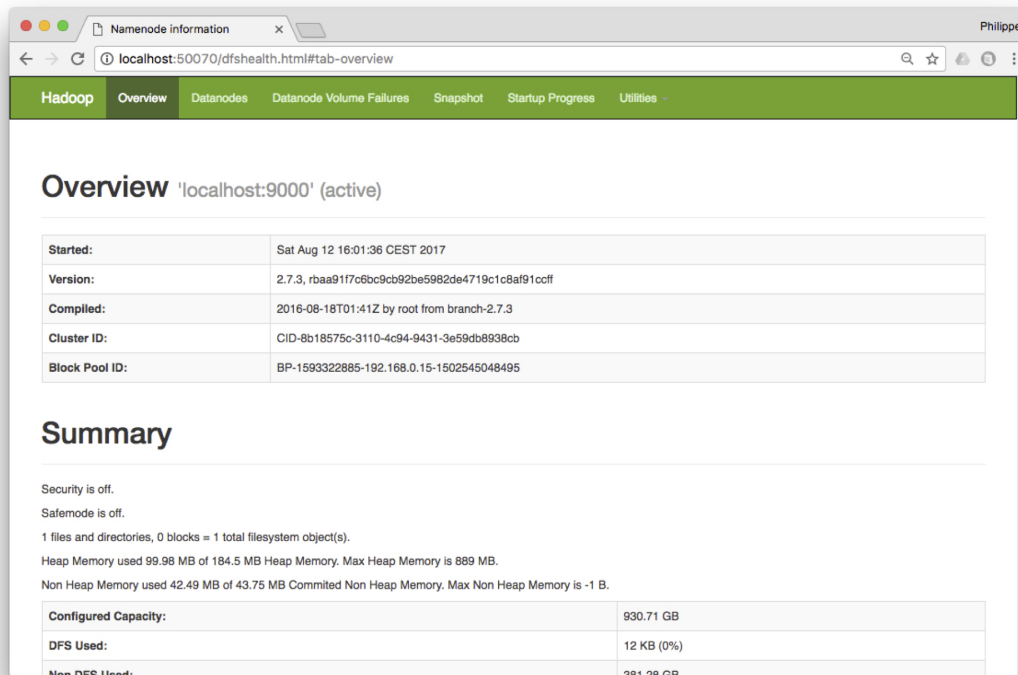 Namenode information
Philippe
localhost:50070/dfshealth.html#tab-overview
Hadoop Overview Datanodes Datanode Volume Failures Snapshot Startup Progress Utilities
Overview 'localhost:9000' (active)
Started: Sat Aug 12 16:01:36 CEST 2017
Version: 2.7.3, rbaa91f7c6bc9cb92be5982de4719c1c8af91ccff
Compiled: 2016-08-18T01:41Z by root from branch-2.7.3
Cluster ID: CID-8b18575c-3110-4c94-9431-3e59db8938cb
Block Pool ID: BP-1593322885-192.168.0.15-1502545048495
Summary
Security is off.
Safemode is off.
1 files and directories, 0 blocks = 1 total filesystem object(s).
Heap Memory used 99.98 MB of 184.5 MB Heap Memory. Max Heap Memory is 889 MB.
Non Heap Memory used 42.49 MB of 43.75 MB Commited Non Heap Memory. Max Non Heap Memory is -1 B.
Configured Capacity: 930.71 GB
DFS Used: 12 KB (0%)
Non DFS Used: 381.28 GB